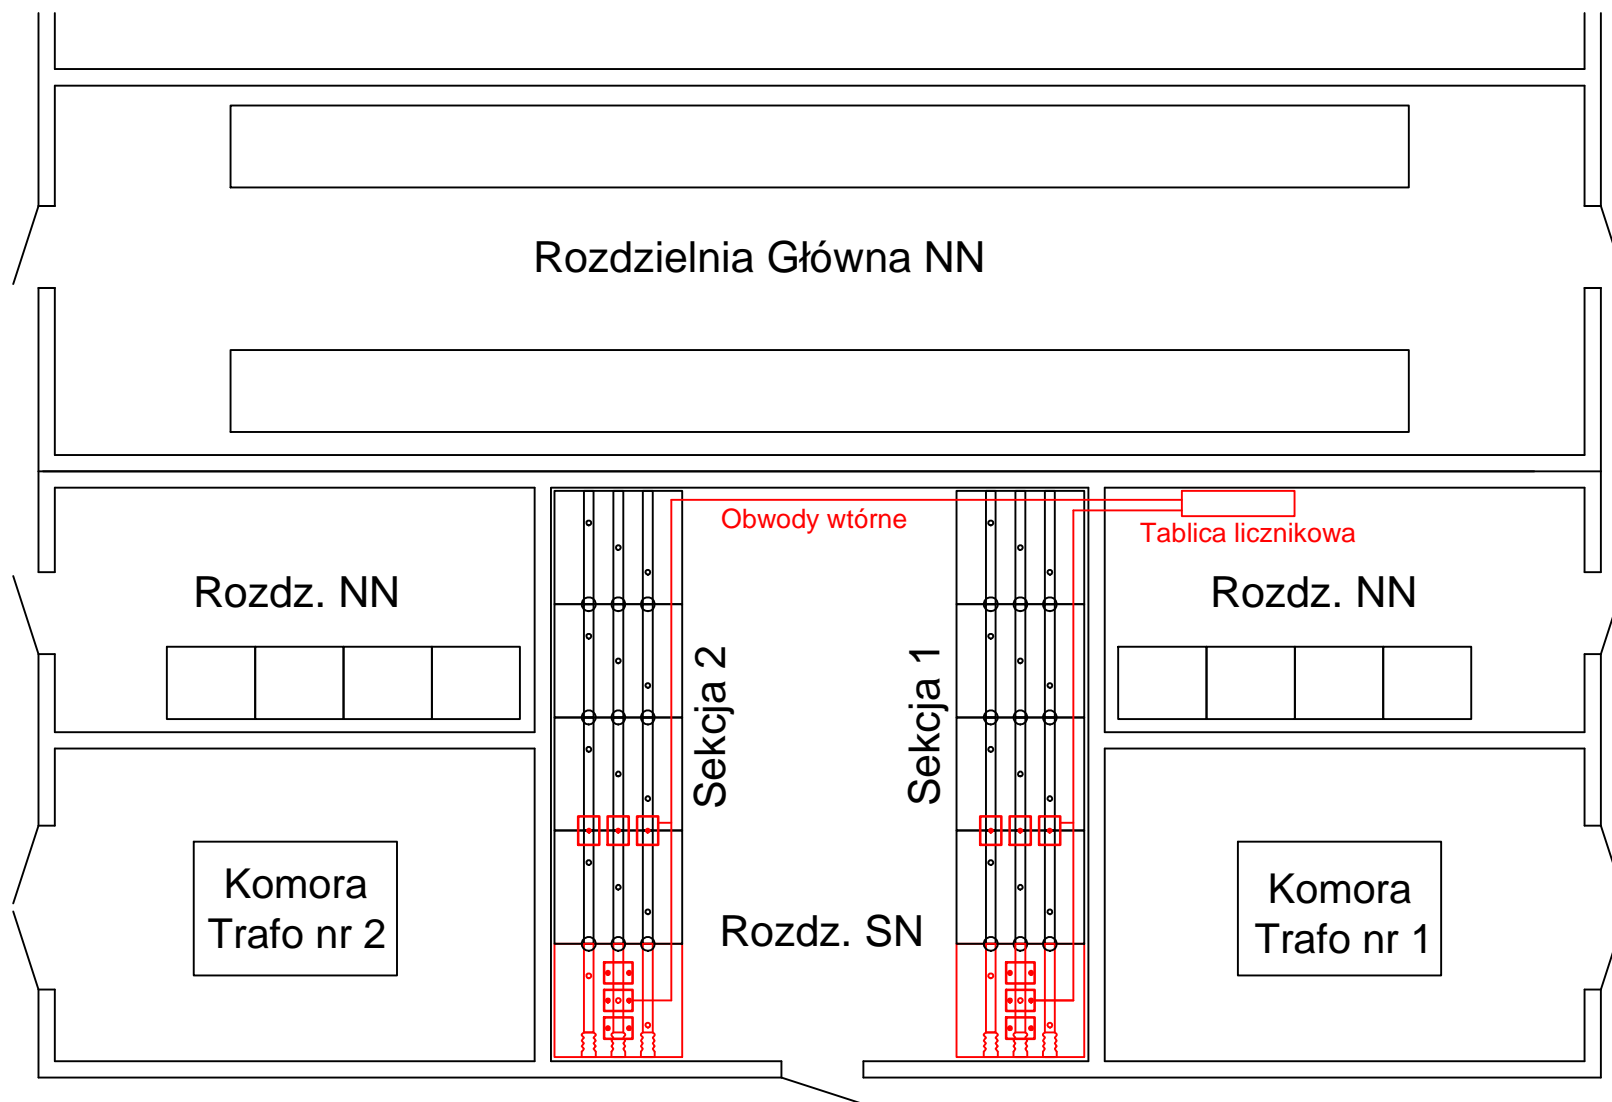 Rozdzielnia Główna NN
Obwody wtórne
Tablica licznikowa
Rozdz. NN
Rozdz. NN
Sekcja 2
Sekcja 1
Komora
Trafo nr 2
Rozdz. SN
Komora
Trafo nr 1